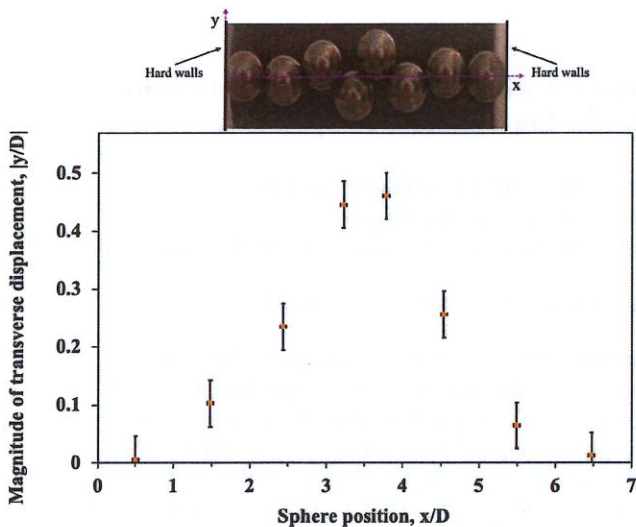 y
Hard walls
Hard walls
x
Magnitude of transverse displacement, |y/D|
0.5
0.4
0.3
0.2
0.1
0
0 1 2 3 4 5 6 7
Sphere position, x/D